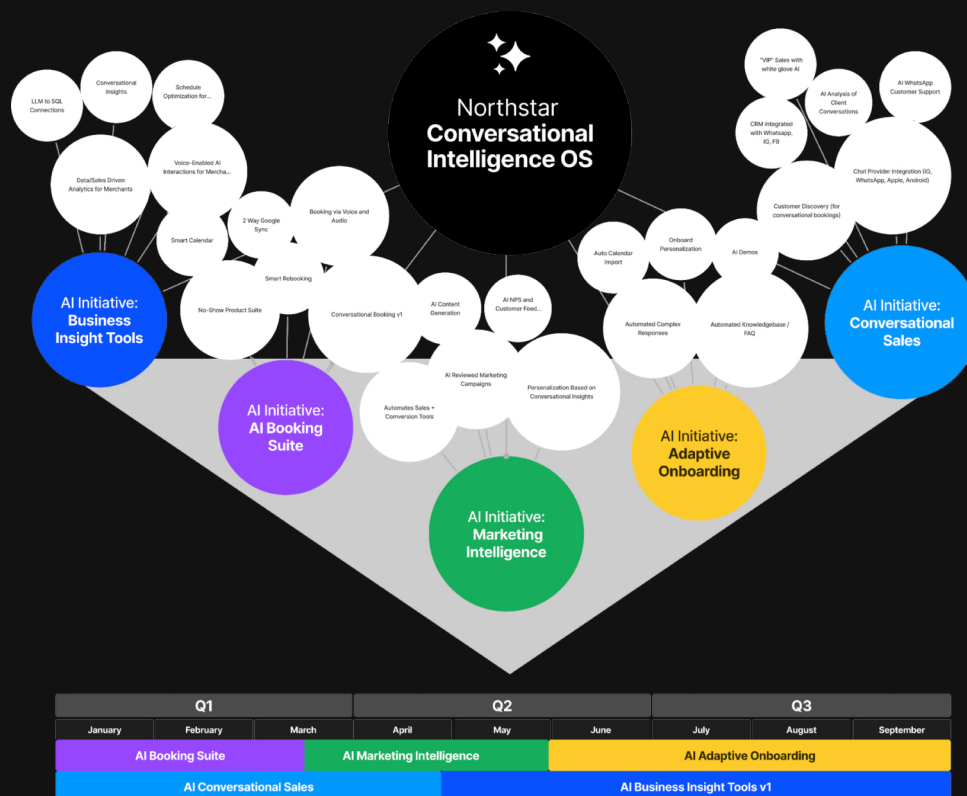 Northstar
Conversational
Intelligence OS
LLM to SQL
Connections
Conversational
Insights
Schedule
Optimization for...
Data/Sales Driven
Analytics for Merchants
Voice-Enabled AI
Interactions for Mercha...
Smart Calendar
2 Way Google
Sync
Booking via Voice and
Audio
Smart Rebooking
No-Show Product Suite
Conversational Booking v1
AI Content
Generation
AI NPS and
Customer Feed...
AI Reviewed Marketing
Campaigns
Automates Sales +
Conversion Tools
Personalization Based on
Conversational Insights
Auto Calendar
Import
Onboard
Personalization
AI Demos
Automated Complex
Responses
Automated Knowledgebase /
FAQ
"VIP" Sales with
white glove AI
AI Analysis of
Client
Conversations
AI WhatsApp
Customer Support
CRM integrated
with Whatsapp,
IG, FB
Chat Provider Integration (IG,
WhatsApp, Apple, Android)
Customer Discovery (for
conversational bookings)
AI Initiative:
Business
Insight Tools
AI Initiative:
AI Booking
Suite
AI Initiative:
Marketing
Intelligence
AI Initiative:
Adaptive
Onboarding
AI Initiative:
Conversational
Sales
Q1 Q2 Q3
January February March April May June July August September
AI Booking Suite AI Marketing Intelligence AI Adaptive Onboarding
AI Conversational Sales AI Business Insight Tools v1